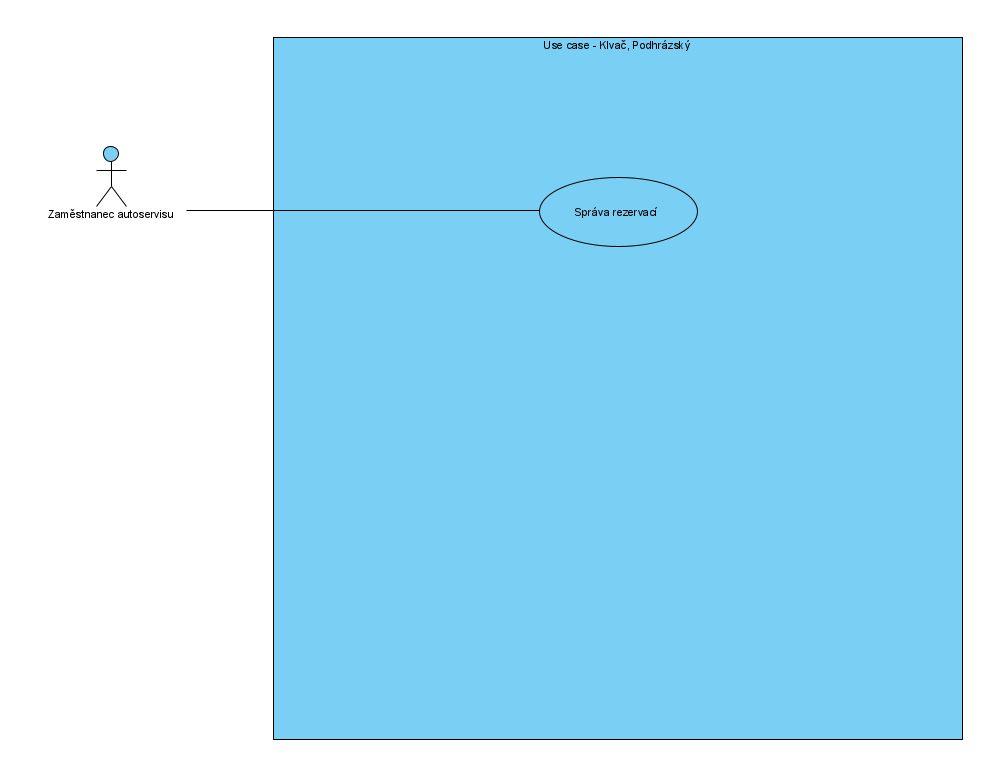 Use case - Klvač, Podhrázský
Zaměstnanec autoservisu
Správa rezervací